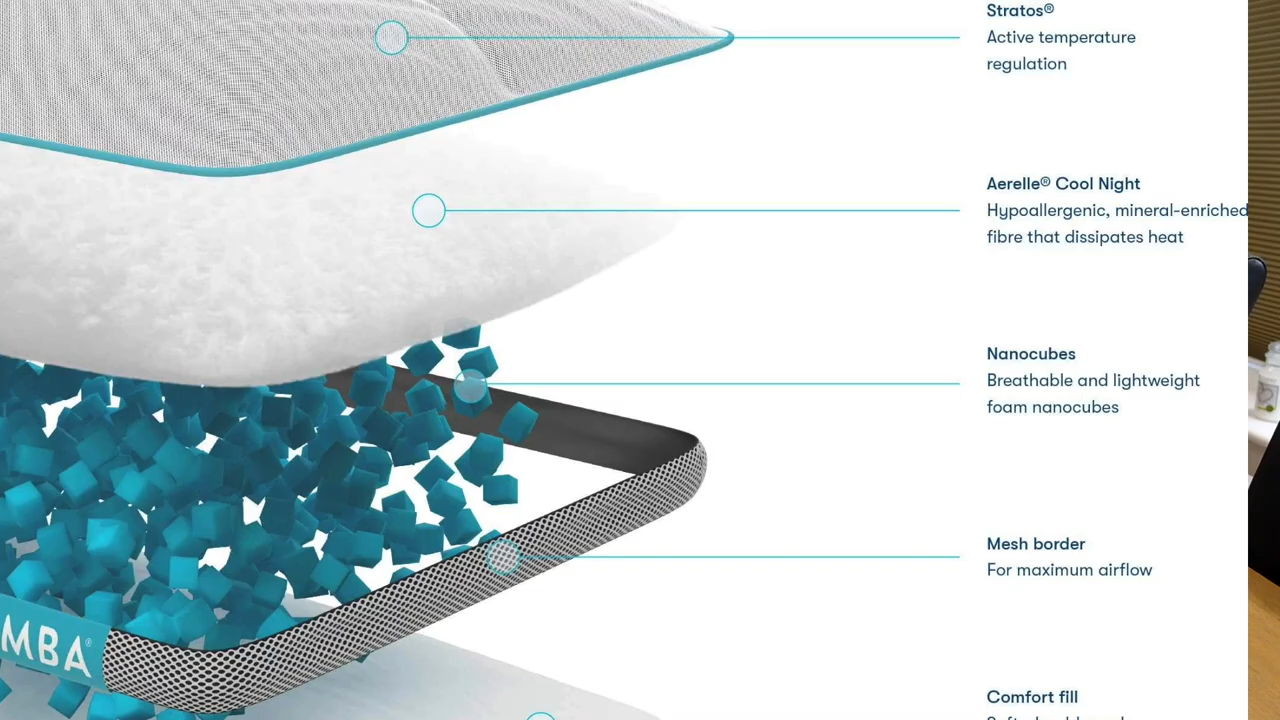 Stratos®
Active temperature
regulation
Aerelle® Cool Night
Hypoallergenic, mineral-enriched
fibre that dissipates heat
Nanocubes
Breathable and lightweight
foam nanocubes
Mesh border
For maximum airflow
MBA®
Comfort fill